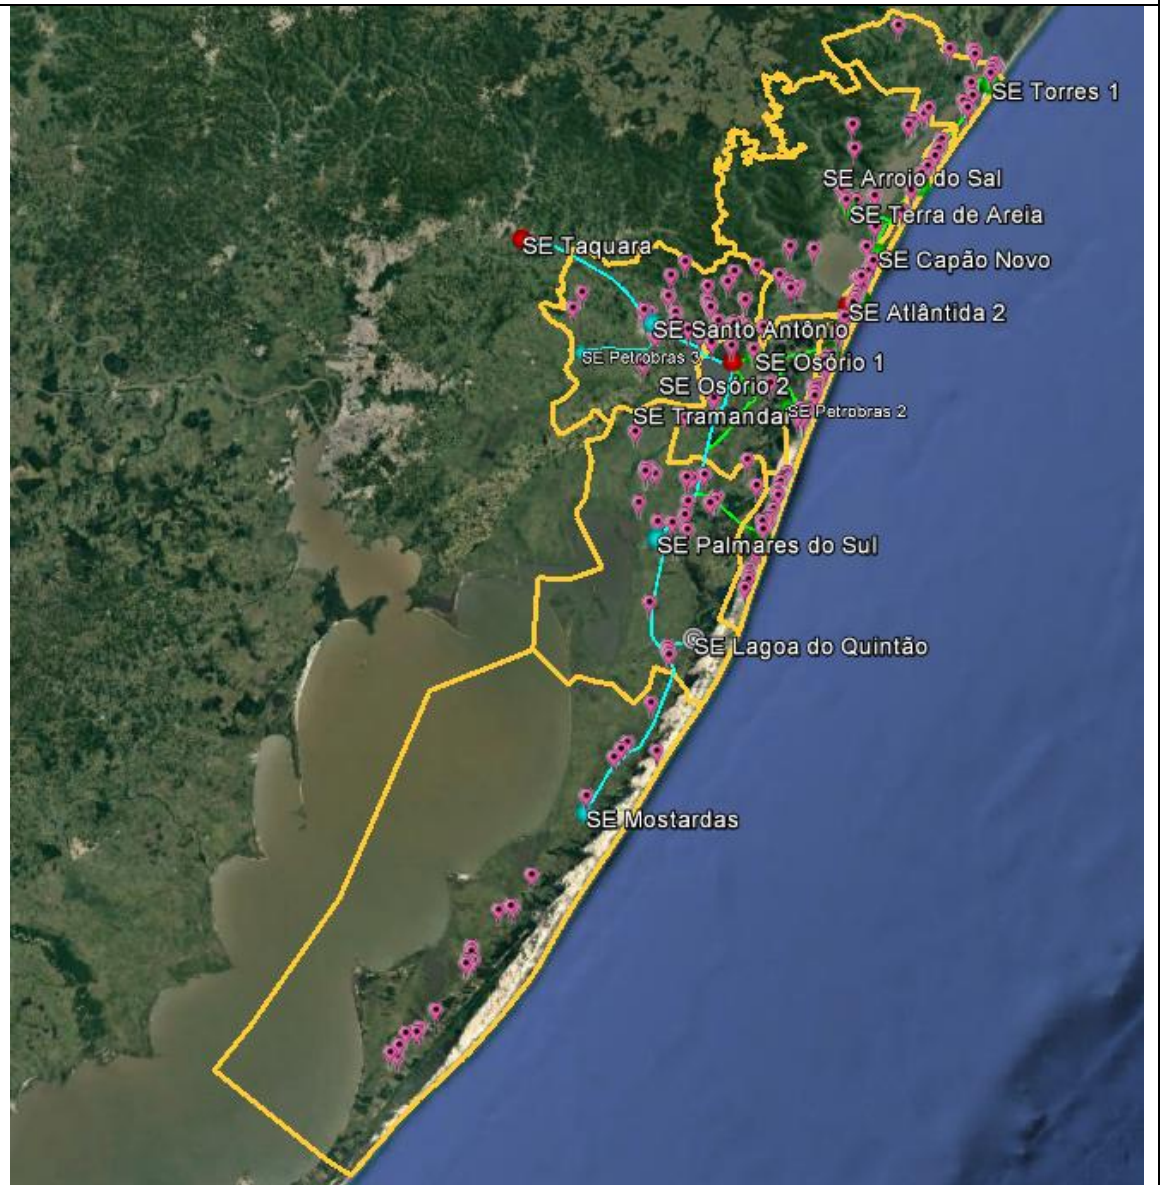 SE Torres 1
SE Arroio do Sal
SE Terra de Areia
SE Taquara
SE Capão Novo
SE Atlântida 2
SE Santo Antônio
SE Petrobras 3
SE Osório 1
SE Osório 2
SE Petrobras 2
SE Tramandaí
SE Palmares do Sul
SE Lagoa do Quintão
SE Mostardas